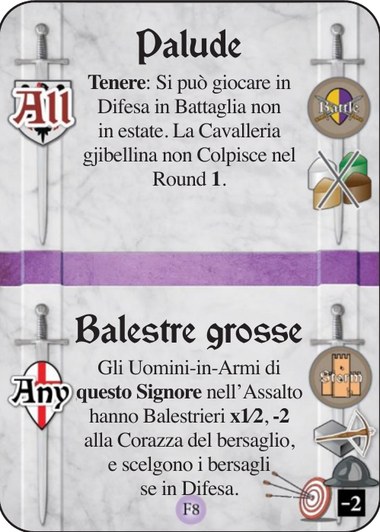 Palude
All
Tenere: Si può giocare in
Difesa in Battaglia non
in estate. La Cavalleria
gjibellina non Colpisce nel
Round 1.
Battle
Balestre grosse
Any
Gli Uomini-in-Armi di
questo Signore nell'Assalto
hanno Balestrieri x1/2, -2
alla Corazza del bersaglio,
e scelgono i bersagli
se in Difesa.
Storm
F8
-2